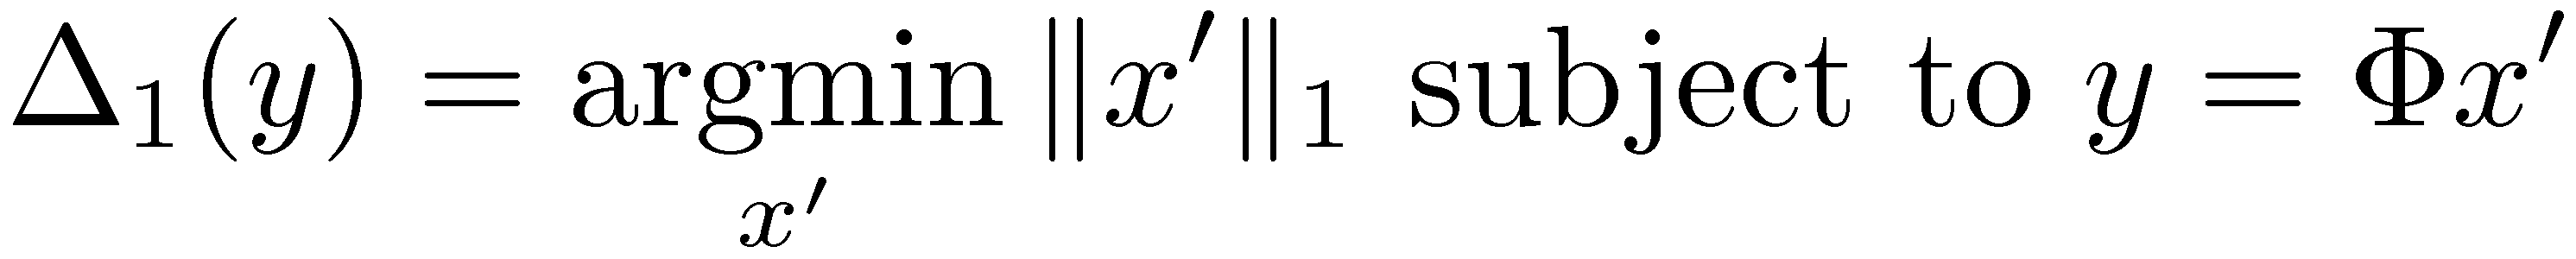 Δ₁(y) = argmin ‖x′‖₁ subject to y = Φx′
x′